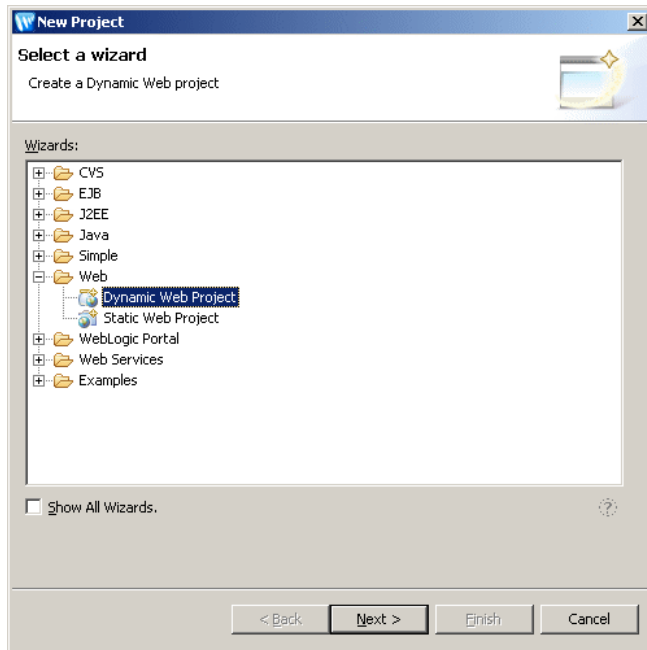 New Project
Select a wizard
Create a Dynamic Web project
Wizards:
CVS
EJB
J2EE
Java
Simple
Web
Dynamic Web Project
Static Web Project
WebLogic Portal
Web Services
Examples
Show All Wizards.
?
< Back Next > Finish Cancel